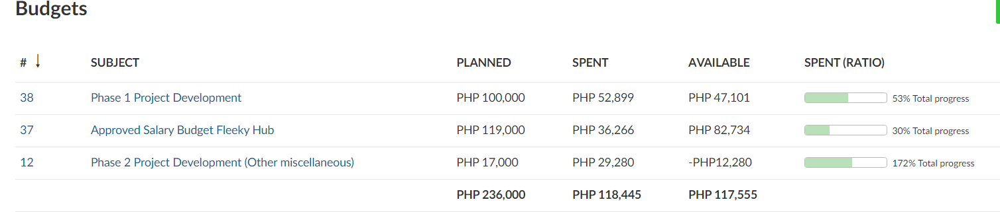 Budgets
# ↓ SUBJECT PLANNED SPENT AVAILABLE SPENT (RATIO)
38 Phase 1 Project Development PHP 100,000 PHP 52,899 PHP 47,101 53% Total progress
37 Approved Salary Budget Fleeky Hub PHP 119,000 PHP 36,266 PHP 82,734 30% Total progress
12 Phase 2 Project Development (Other miscellaneous) PHP 17,000 PHP 29,280 -PHP12,280 172% Total progress
PHP 236,000 PHP 118,445 PHP 117,555